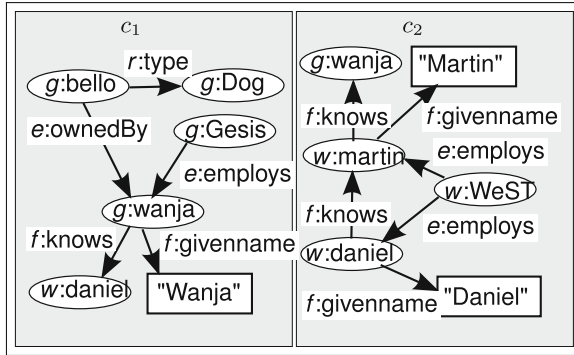 c1
r:type
g:bello
g:Dog
e:ownedBy
g:Gesis
e:employs
g:wanja
f:knows
f:givenname
w:daniel
"Wanja"
c2
g:wanja
"Martin"
f:knows
f:givenname
w:martin
e:employs
w:WeST
f:knows
e:employs
w:daniel
f:givenname
"Daniel"